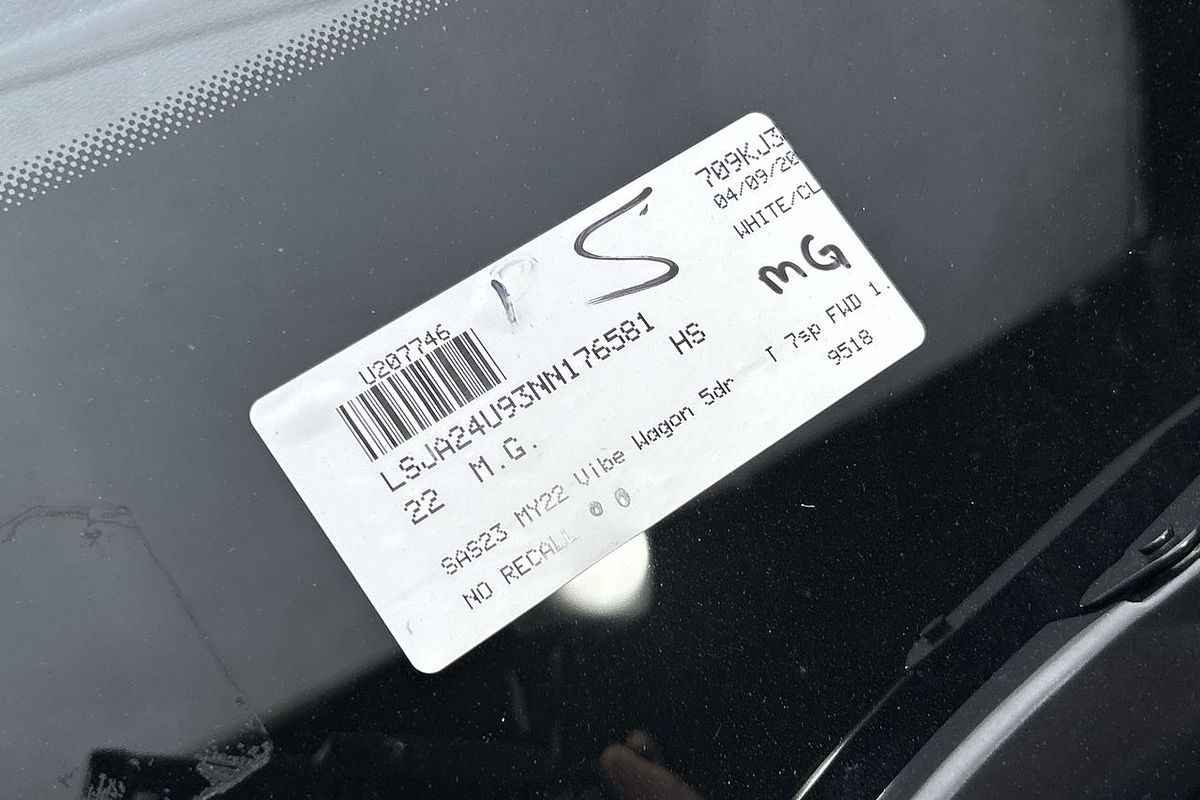 U207746
P S
709KJ3
04/09/20
WHITE/CL
MG
LSJA24U93NN176581
22 M.G. HS
SAS23 MY22 Vibe Wagon 5dr T 7sp FWD 1.
NO RECALL 00 9518